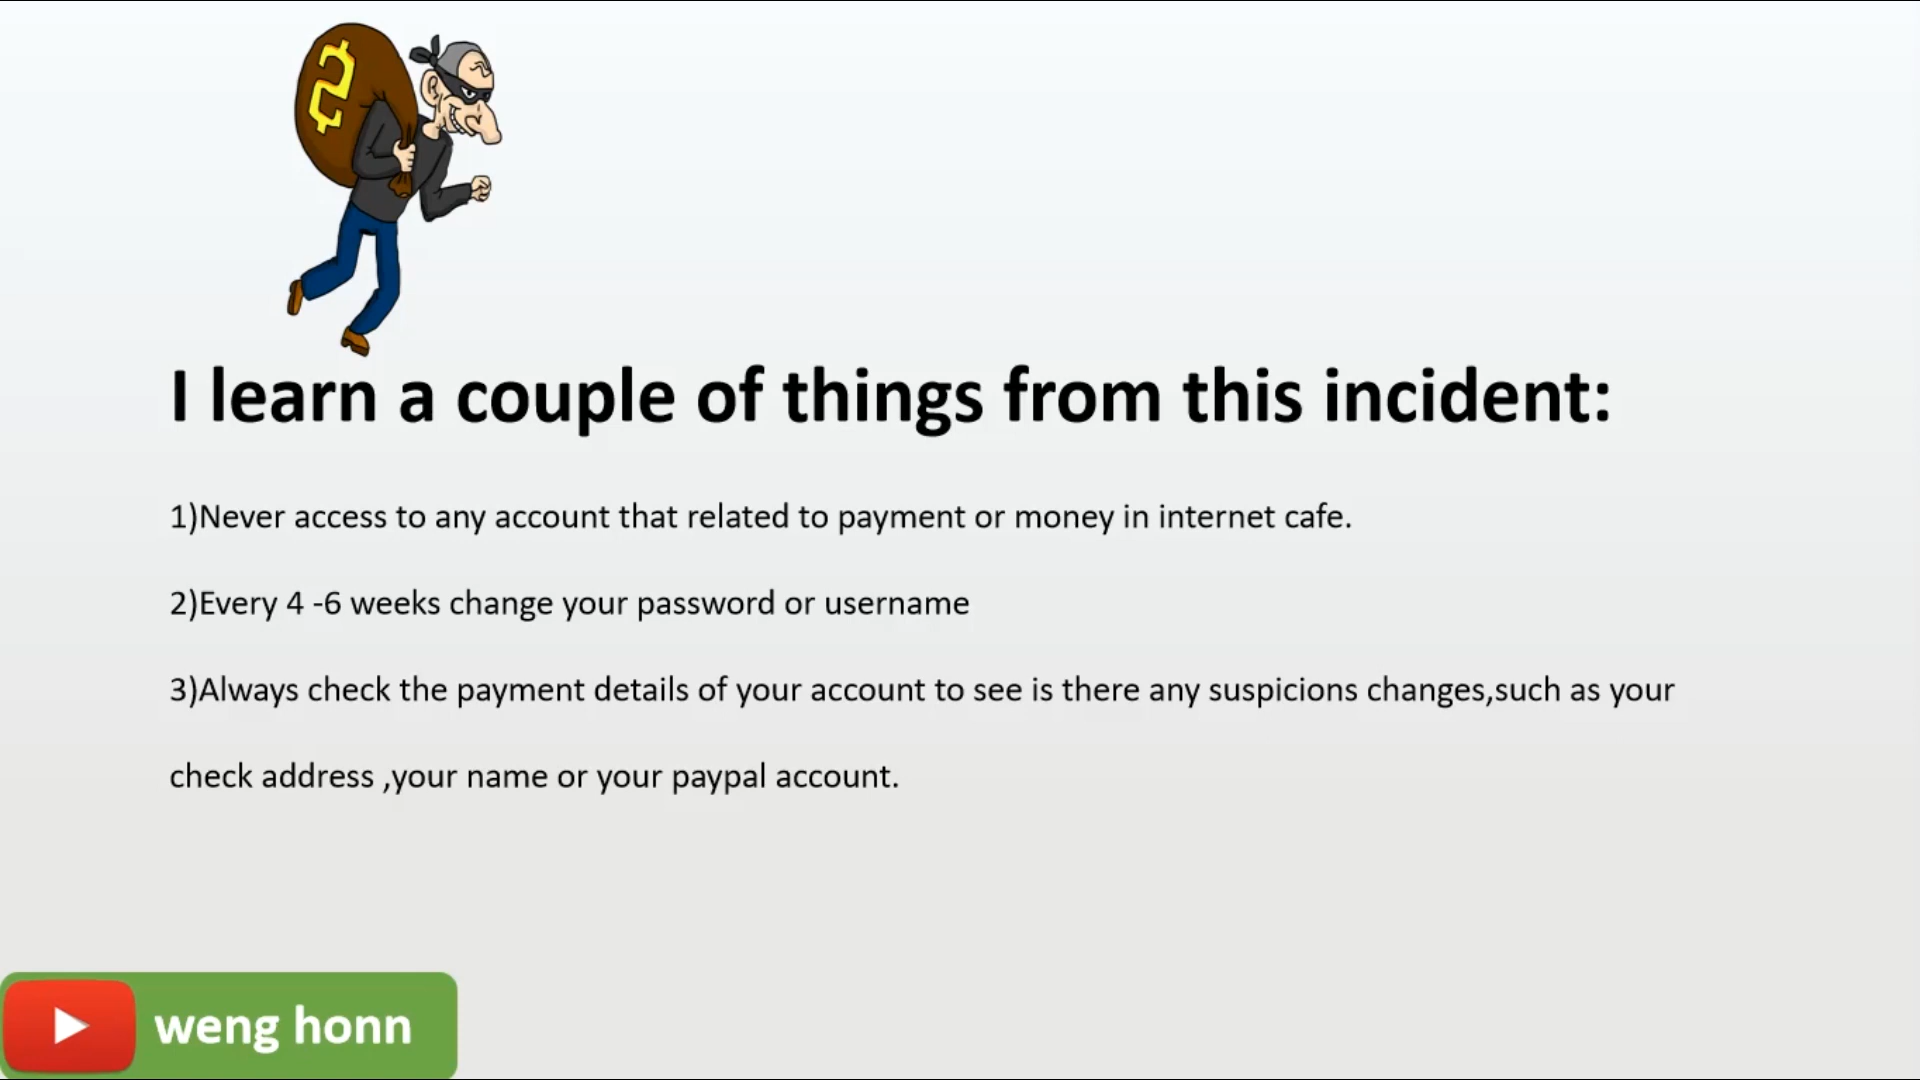 I learn a couple of things from this incident:
1)Never access to any account that related to payment or money in internet cafe.
2)Every 4 -6 weeks change your password or username
3)Always check the payment details of your account to see is there any suspicions changes,such as your
check address ,your name or your paypal account.
weng honn